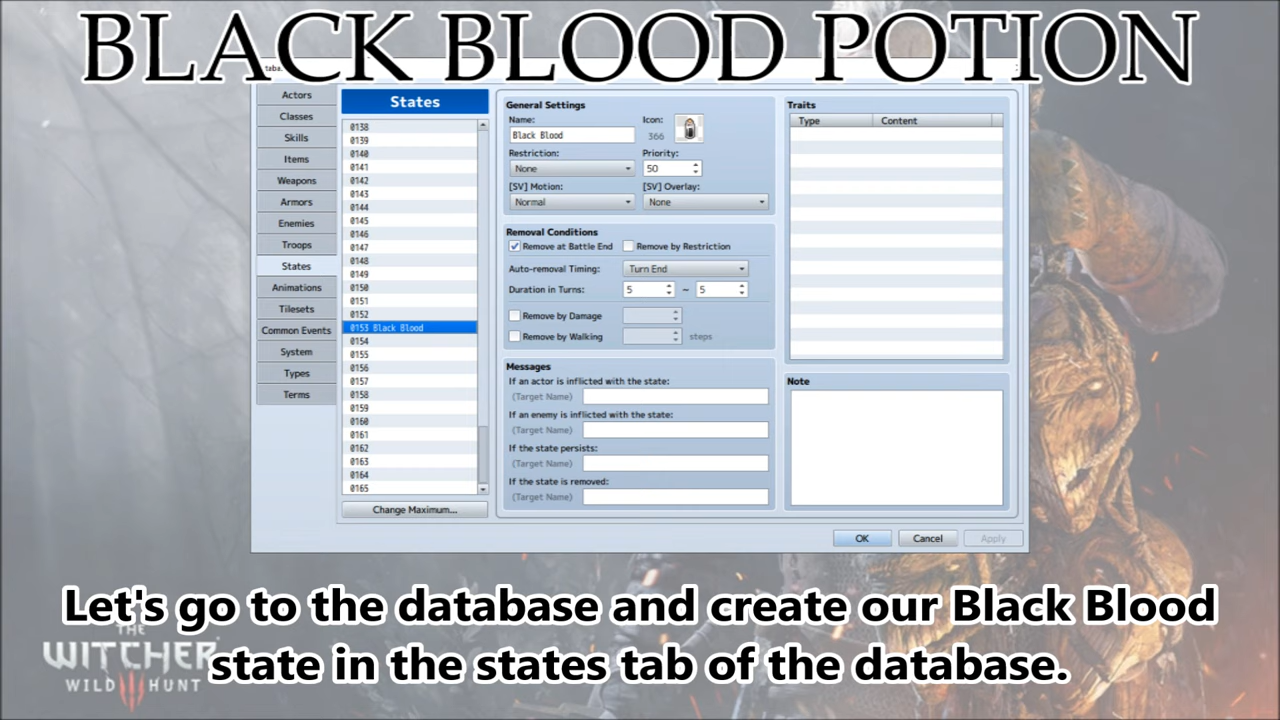 BLACK BLOOD POTION
Actors
Classes
Skills
Items
Weapons
Armors
Enemies
Troops
States
Animations
Tilesets
Common Events
System
Types
Terms
States
0138
0139
0140
0141
0142
0143
0144
0145
0146
0147
0148
0149
0150
0151
0152
0153 Black Blood
0154
0155
0156
0157
0158
0159
0160
0161
0162
0163
0164
0165
Change Maximum...
General Settings
Name:
Icon:
Black Blood
366
Restriction:
Priority:
None
50
[SV] Motion:
[SV] Overlay:
Normal
None
Removal Conditions
Remove at Battle End
Remove by Restriction
Auto-removal Timing:
Turn End
Duration in Turns:
5 ~ 5
Remove by Damage
Remove by Walking
steps
Messages
If an actor is inflicted with the state:
(Target Name)
If an enemy is inflicted with the state:
(Target Name)
If the state persists:
(Target Name)
If the state is removed:
(Target Name)
Traits
Type
Content
Note
OK
Cancel
Apply
Let's go to the database and create our Black Blood
state in the states tab of the database.
THE
WITCHER
WILD HUNT